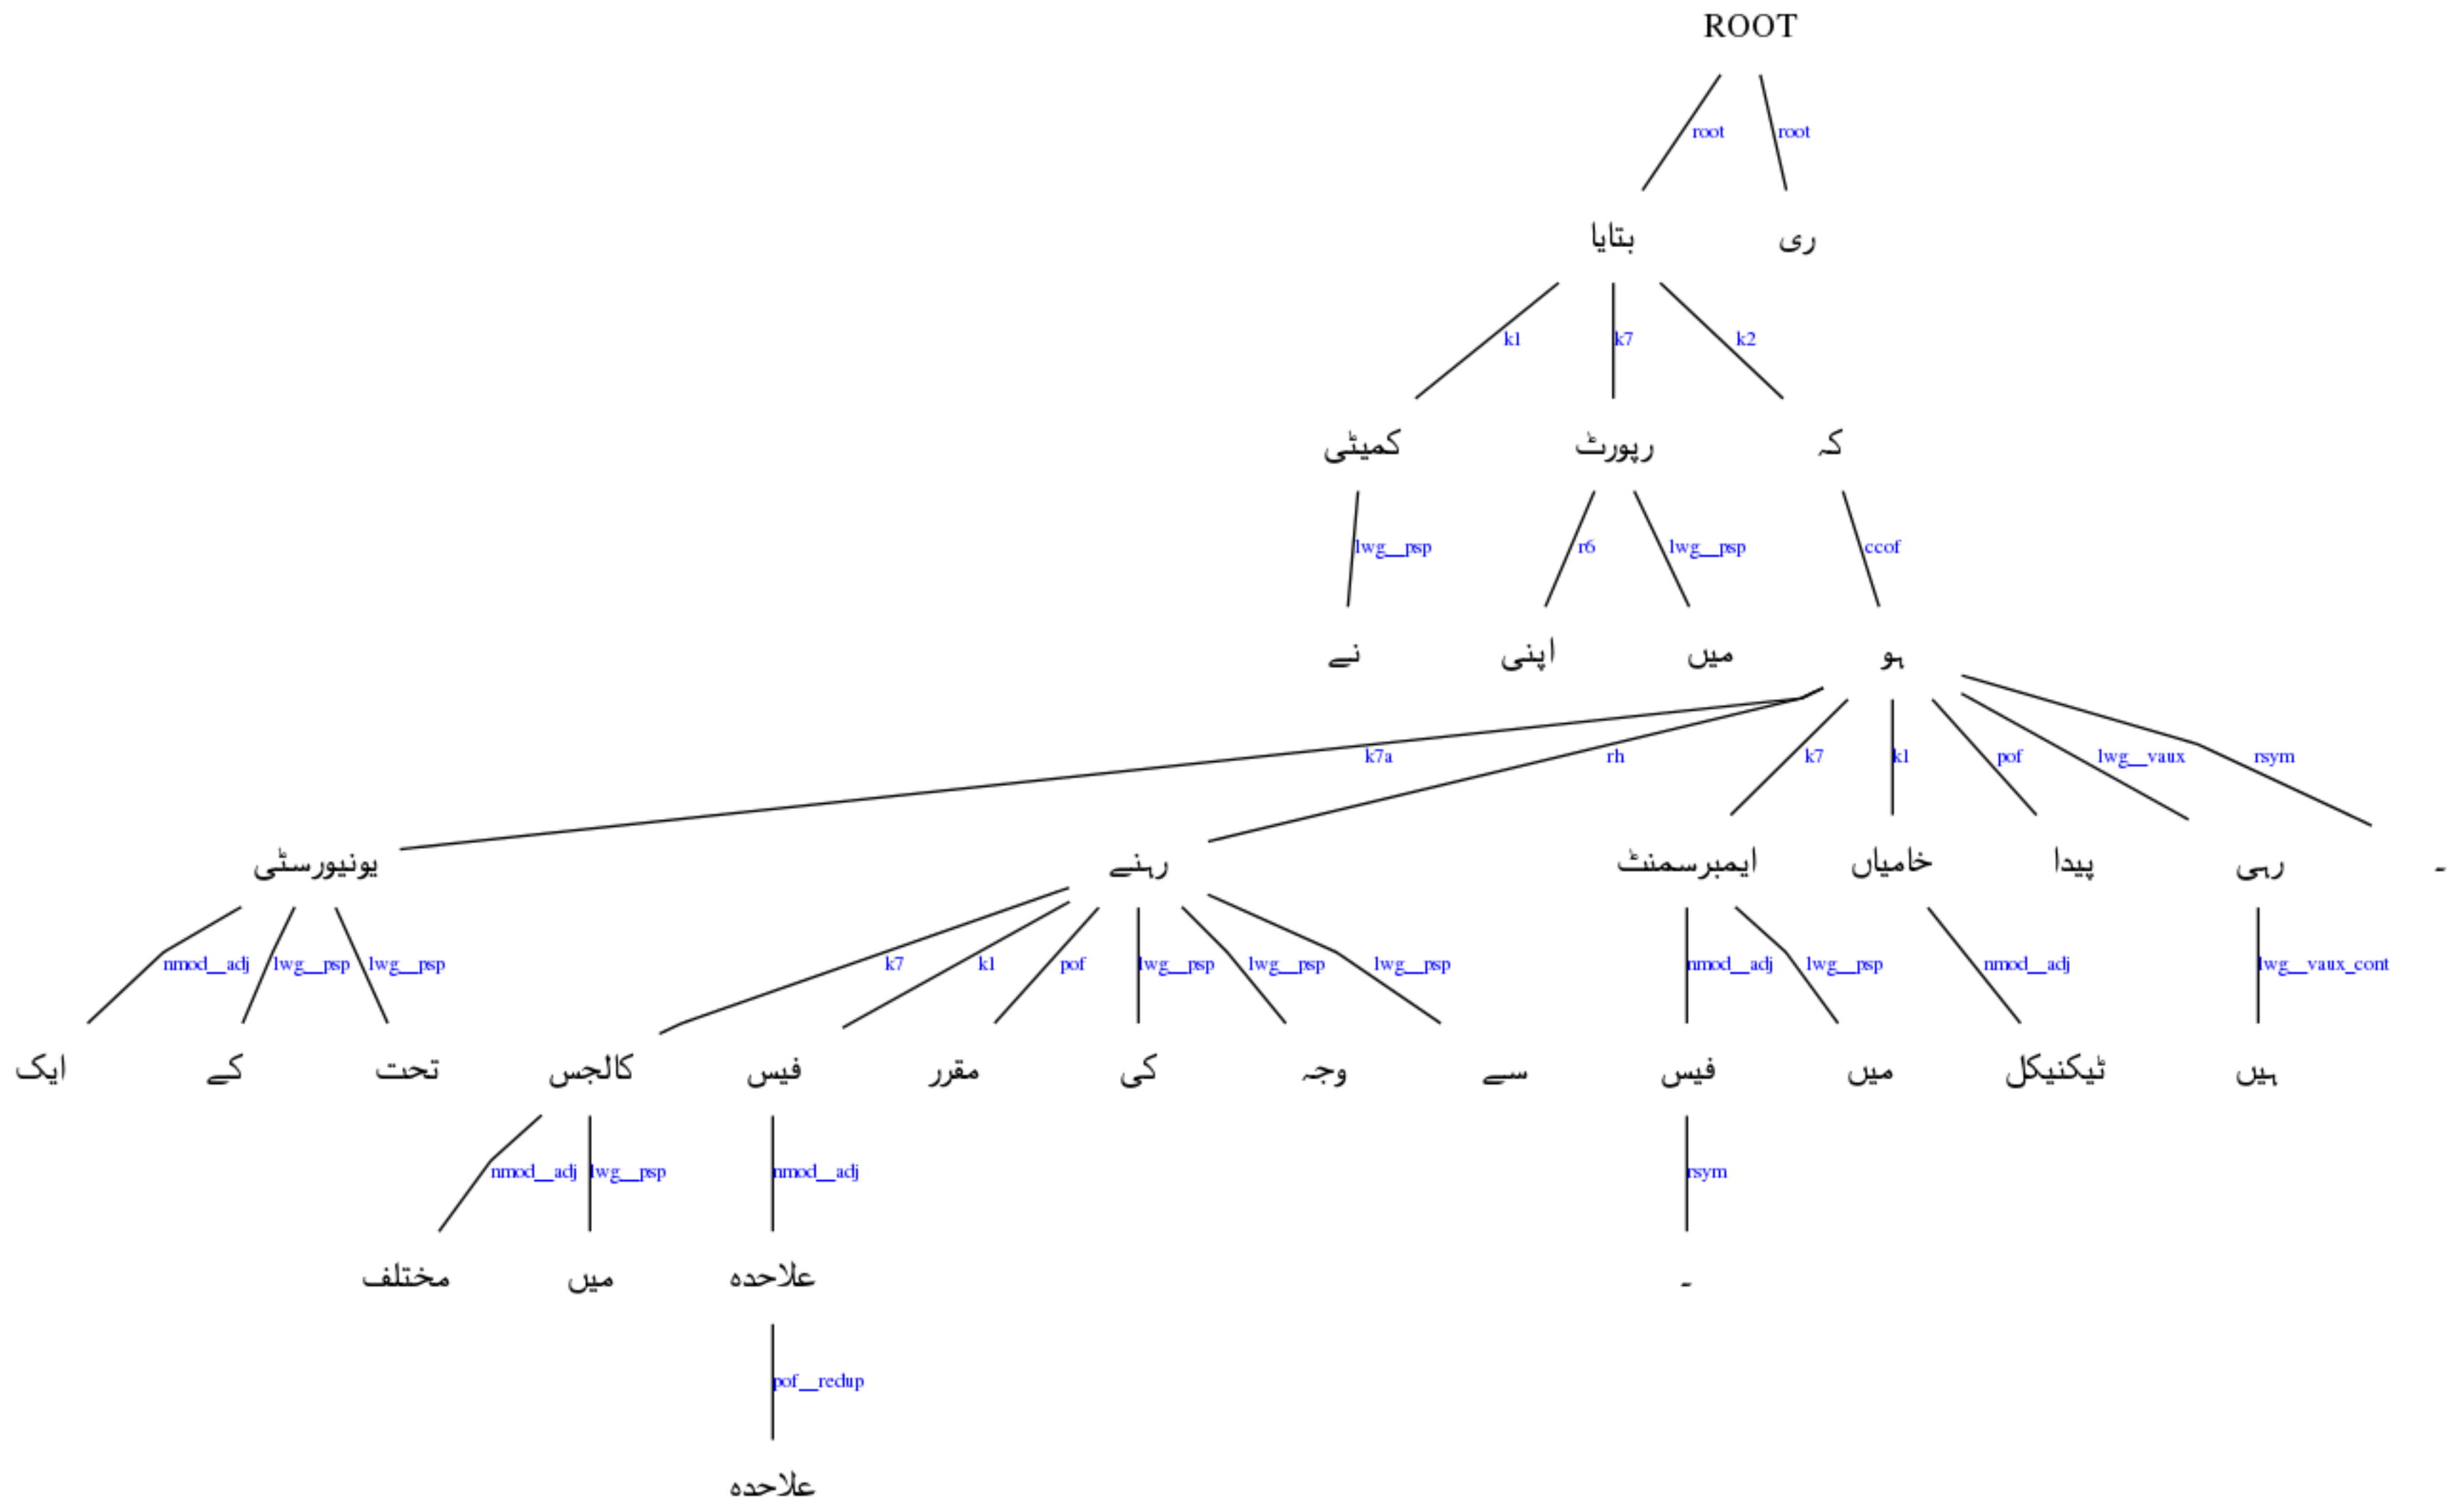 ROOT
root root
بتایا ری
k1 k7 k2
کمیٹی رپورٹ کہ
lwg__psp r6 lwg__psp ccof
نے اپنی میں ہو
k7a rh k7 k1 pof lwg__vaux rsym
یونیورسٹی رہنے ایمبرسمنٹ خامیاں پیدا رہی ۔
nmod__adj lwg__psp lwg__psp k7 k1 pof lwg__psp lwg__psp lwg__psp nmod__adj lwg__psp nmod__adj lwg__vaux_cont
ایک کے تحت کالجس فیس مقرر کی وجہ سے فیس میں ٹیکنیکل ہیں
nmod__adj lwg__psp nmod__adj rsym
مختلف میں علاحدہ ۔
pof__redup
علاحدہ